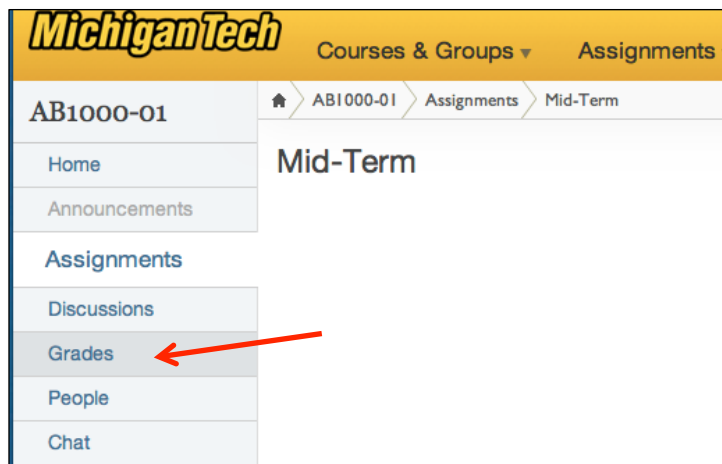 MichiganTech
Courses & Groups ▾ Assignments
AB1000-01
AB1000-01 Assignments Mid-Term
Home
Mid-Term
Announcements
Assignments
Discussions
Grades
People
Chat